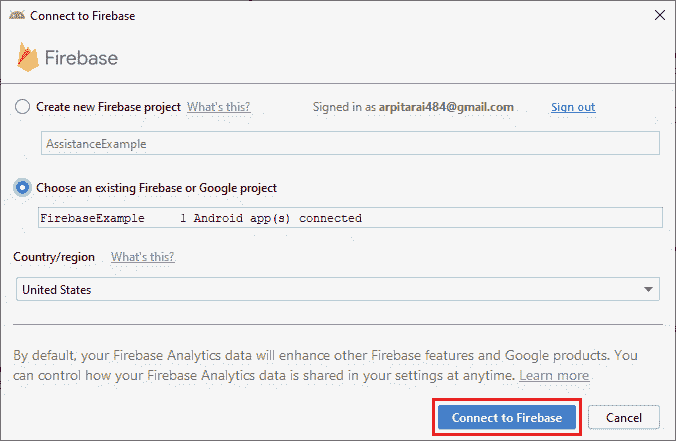 Connect to Firebase
Firebase
Create new Firebase project What's this? Signed in as arpitarai484@gmail.com Sign out
AssistanceExample
Choose an existing Firebase or Google project
FirebaseExample 1 Android app(s) connected
Country/region What's this?
United States
By default, your Firebase Analytics data will enhance other Firebase features and Google products. You
can control how your Firebase Analytics data is shared in your settings at anytime. Learn more
Connect to Firebase Cancel